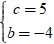 c = 5
b = −4